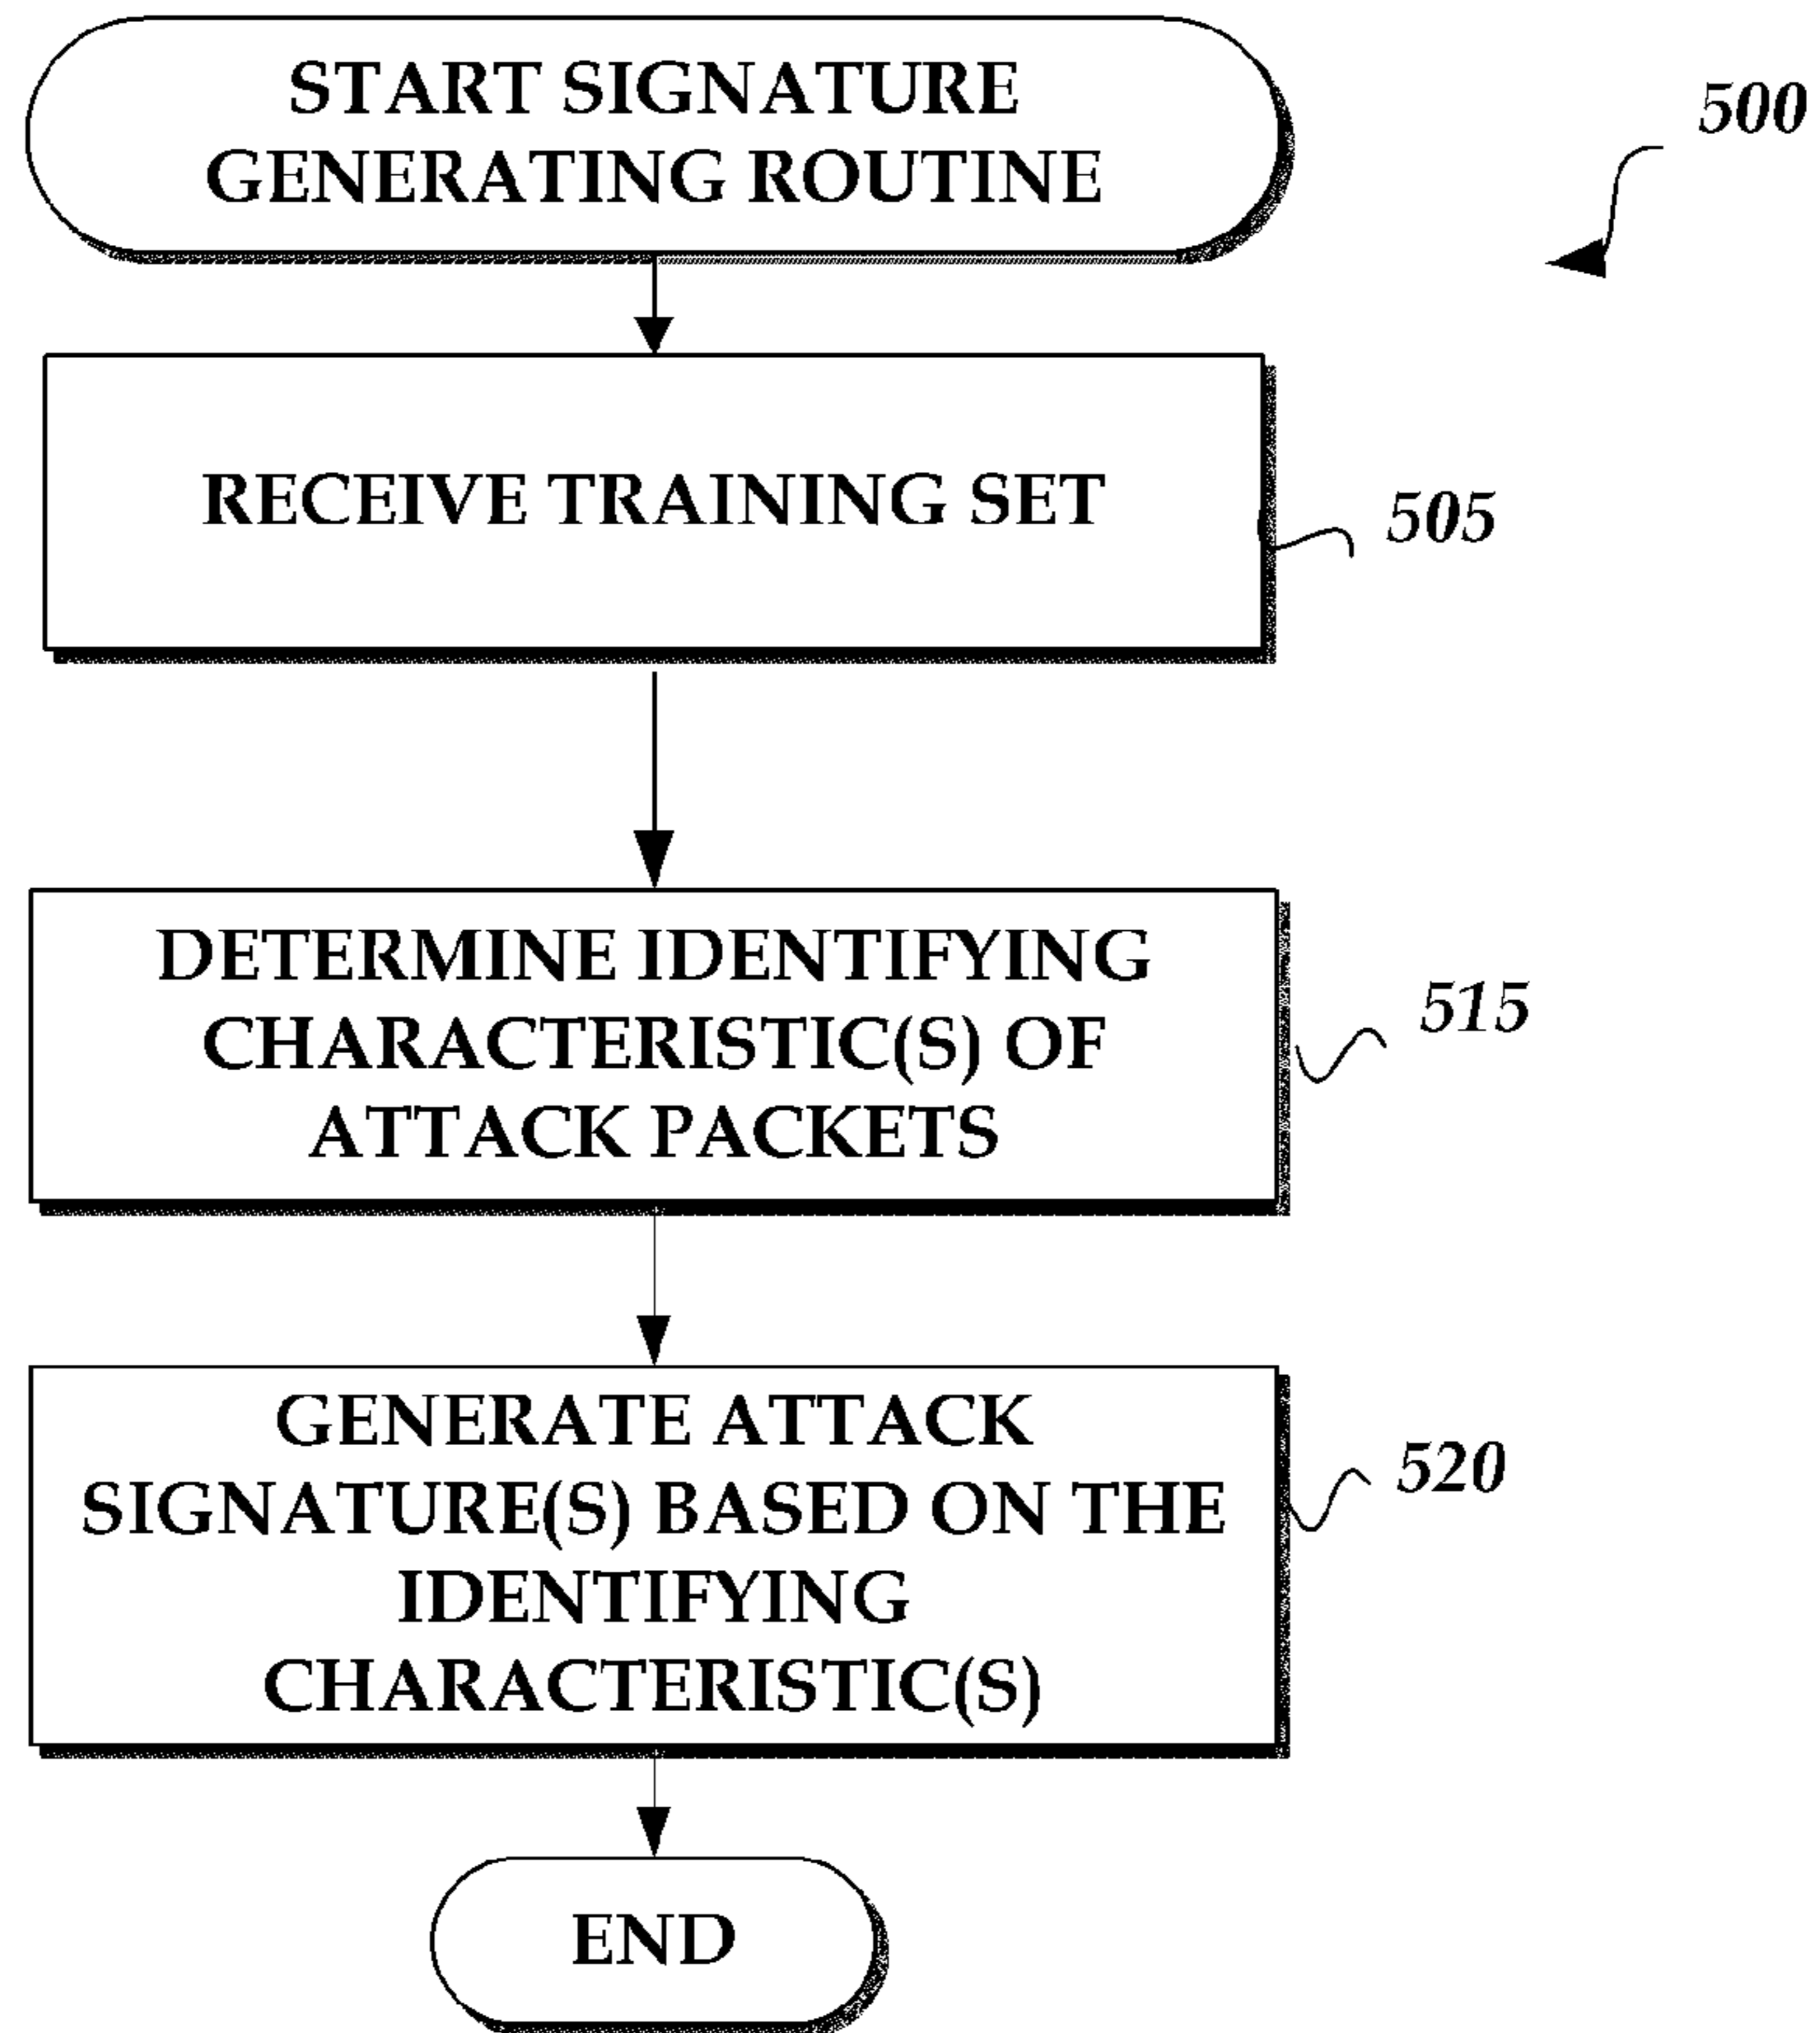 START SIGNATURE
GENERATING ROUTINE
500
RECEIVE TRAINING SET
505
DETERMINE IDENTIFYING
CHARACTERISTIC(S) OF
ATTACK PACKETS
515
GENERATE ATTACK
SIGNATURE(S) BASED ON THE
IDENTIFYING
CHARACTERISTIC(S)
520
END